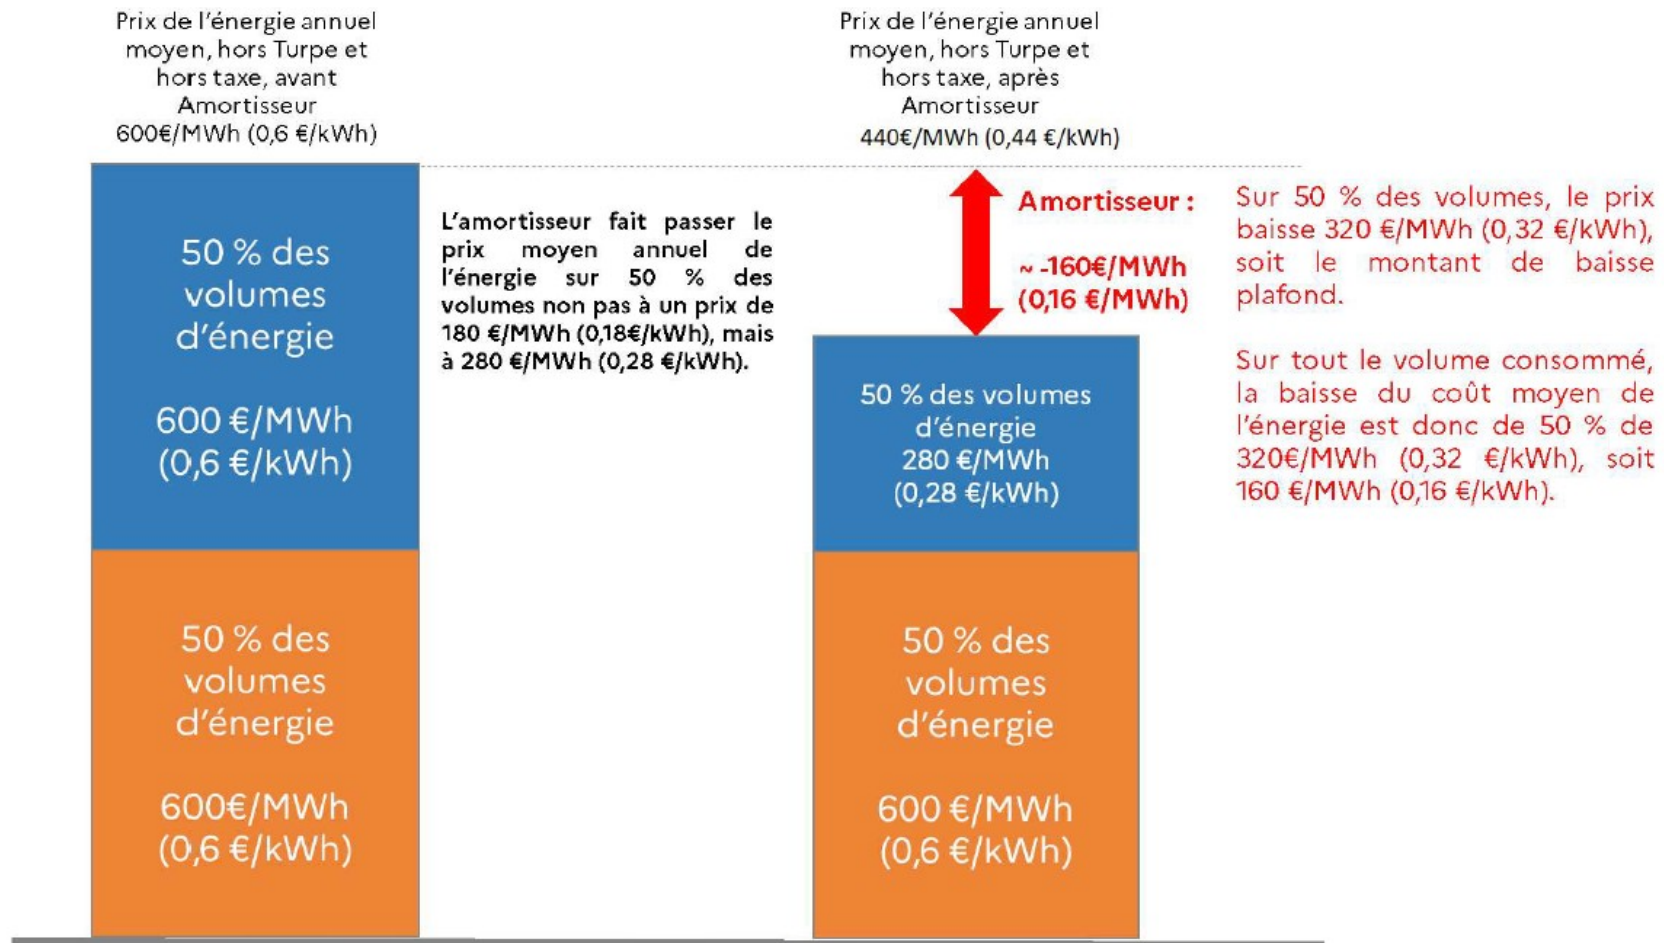 Prix de l'énergie annuel
moyen, hors Turpe et
hors taxe, avant
Amortisseur
600€/MWh (0,6 €/kWh)
50 % des
volumes
d'énergie
600 €/MWh
(0,6 €/kWh)
50 % des
volumes
d'énergie
600€/MWh
(0,6 €/kWh)
L'amortisseur fait passer le
prix moyen annuel de
l'énergie sur 50 % des
volumes non pas à un prix de
180 €/MWh (0,18€/kWh), mais
à 280 €/MWh (0,28 €/kWh).
Prix de l'énergie annuel
moyen, hors Turpe et
hors taxe, après
Amortisseur
440€/MWh (0,44 €/kWh)
Amortisseur :
~ -160€/MWh
(0,16 €/MWh)
50 % des volumes
d'énergie
280 €/MWh
(0,28 €/kWh)
50 % des
volumes
d'énergie
600 €/MWh
(0,6 €/kWh)
Sur 50 % des volumes, le prix
baisse 320 €/MWh (0,32 €/kWh),
soit le montant de baisse
plafond.
Sur tout le volume consommé,
la baisse du coût moyen de
l'énergie est donc de 50 % de
320€/MWh (0,32 €/kWh), soit
160 €/MWh (0,16 €/kWh).